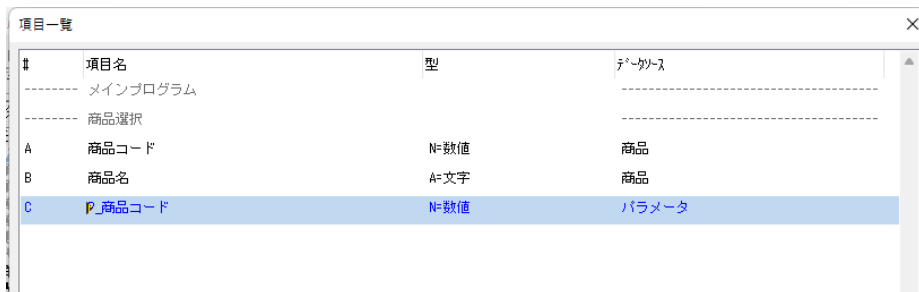 項目一覧
# 項目名 型 ﾃﾞｰﾀｿｰｽ
-------- メインプログラム --------------------------------------
-------- 商品選択 --------------------------------------
A 商品コード N=数値 商品
B 商品名 A=文字 商品
C P_商品コード N=数値 パラメータ